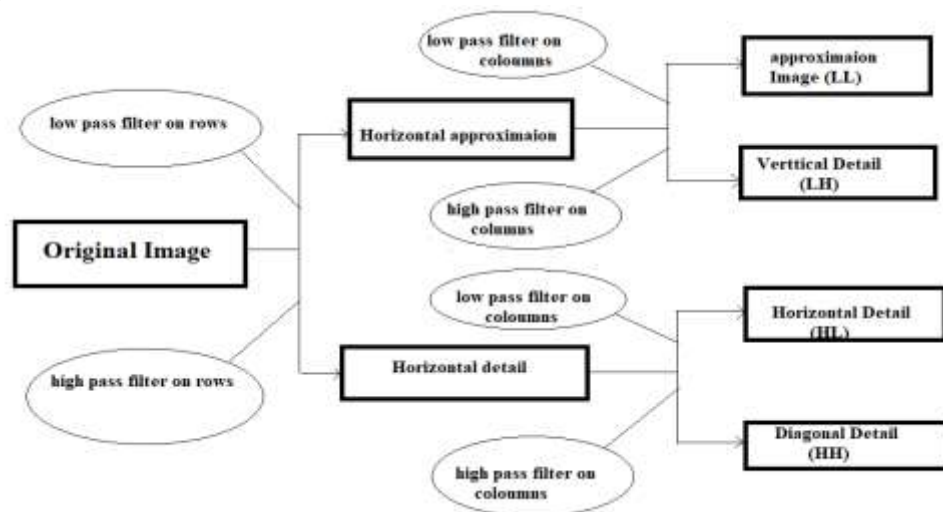 low pass filter on
coloumns
approximaion
Image (LL)
low pass filter on rows
Horizontal approximaion
Verttical Detail
(LH)
high pass filter on
columns
Original Image
low pass filter on
coloumns
Horizontal Detail
(HL)
Horizontal detail
high pass filter on rows
Diagonal Detail
(HH)
high pass filter on
coloumns